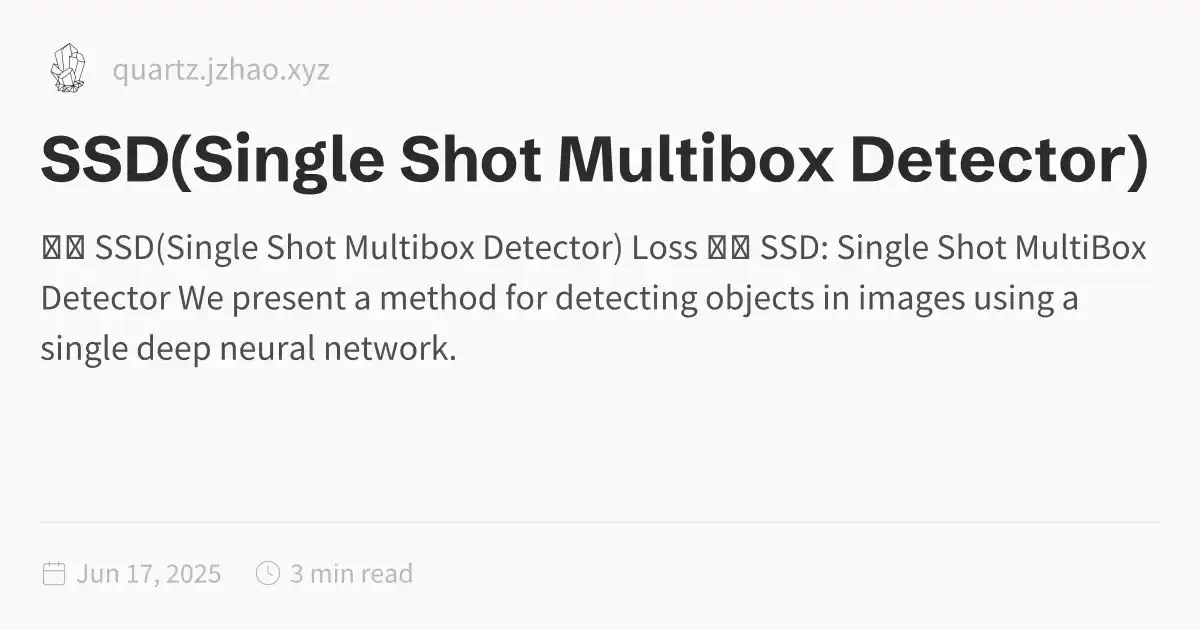 quartz.jzhao.xyz
SSD(Single Shot Multibox Detector)
SSD(Single Shot Multibox Detector) Loss SSD: Single Shot MultiBox
Detector We present a method for detecting objects in images using a
single deep neural network.
Jun 17, 2025 3 min read